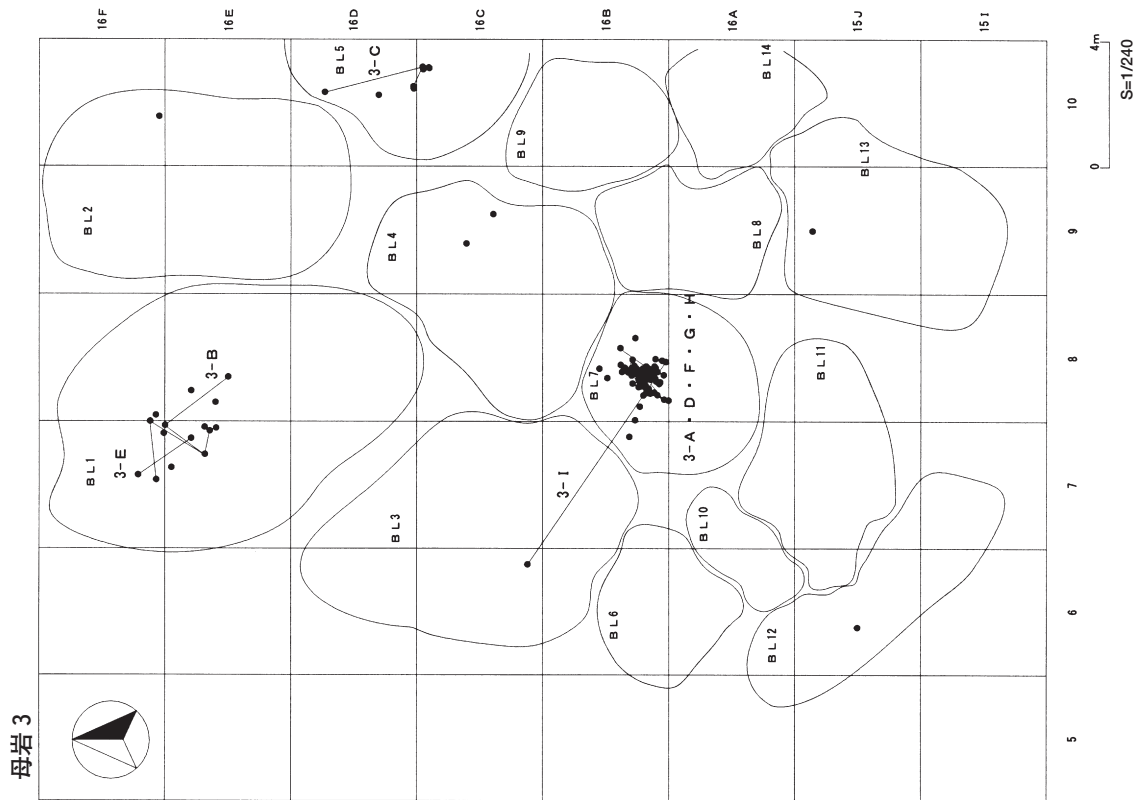 母岩 3
16F
16E
16D
16C
16B
16A
15J
15I
BL1
BL2
BL3
BL4
BL5
BL6
BL7
BL8
BL9
BL10
BL11
BL12
BL13
BL14
3-E
3-B
3-C
3-I
3-A・D・F・G・H
5
6
7
8
9
10
0
4m
S=1/240